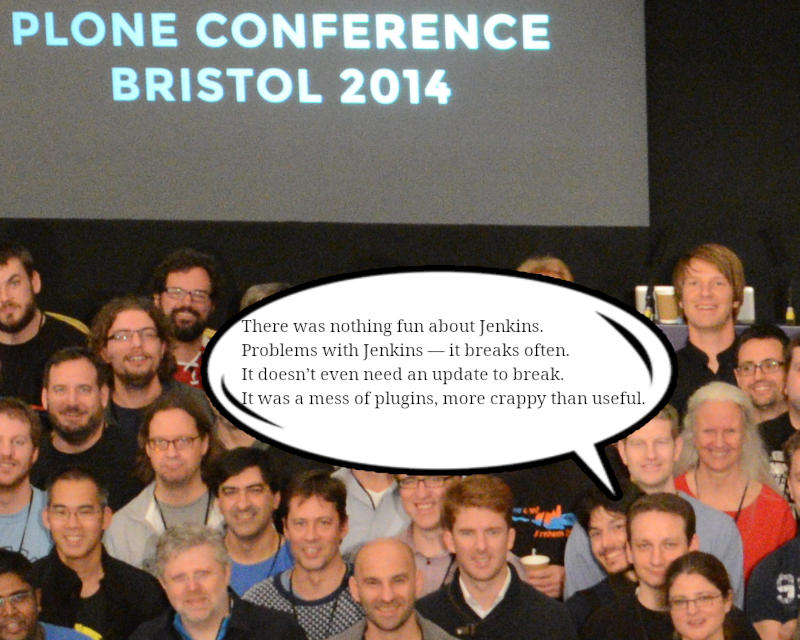 PLONE CONFERENCE
BRISTOL 2014
There was nothing fun about Jenkins.
Problems with Jenkins — it breaks often.
It doesn’t even need an update to break.
It was a mess of plugins, more crappy than useful.